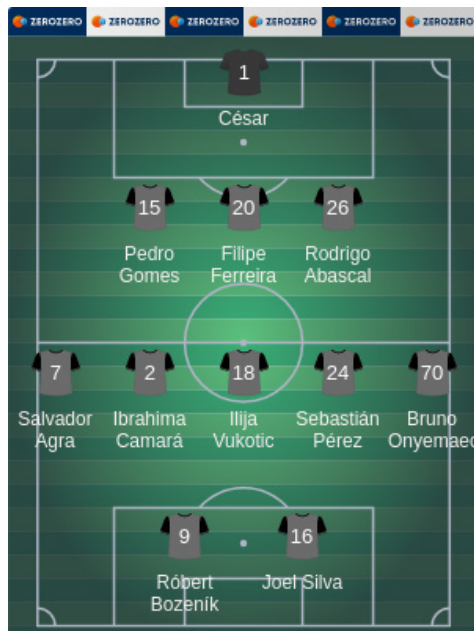 ZEROZERO ZEROZERO ZEROZERO ZEROZERO ZEROZERO ZEROZERO
1
César
15 20 26
Pedro Filipe Rodrigo
Gomes Ferreira Abascal
7 2 18 24 70
Salvador Ibrahima Ilija Sebastián Bruno
Agra Camará Vukotic Pérez Onyemaec
9 16
Róbert Joel Silva
Bozeník